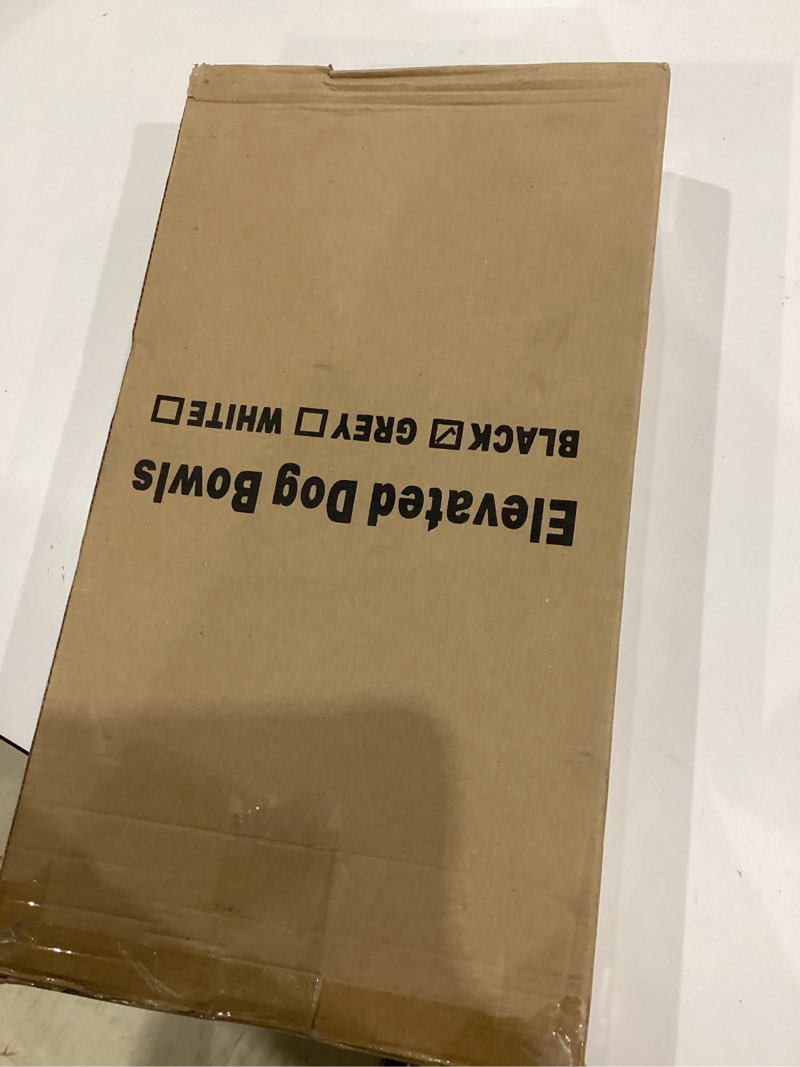 Elevated Dog Bowls
BLACK ☑ GREY ☐ WHITE ☐